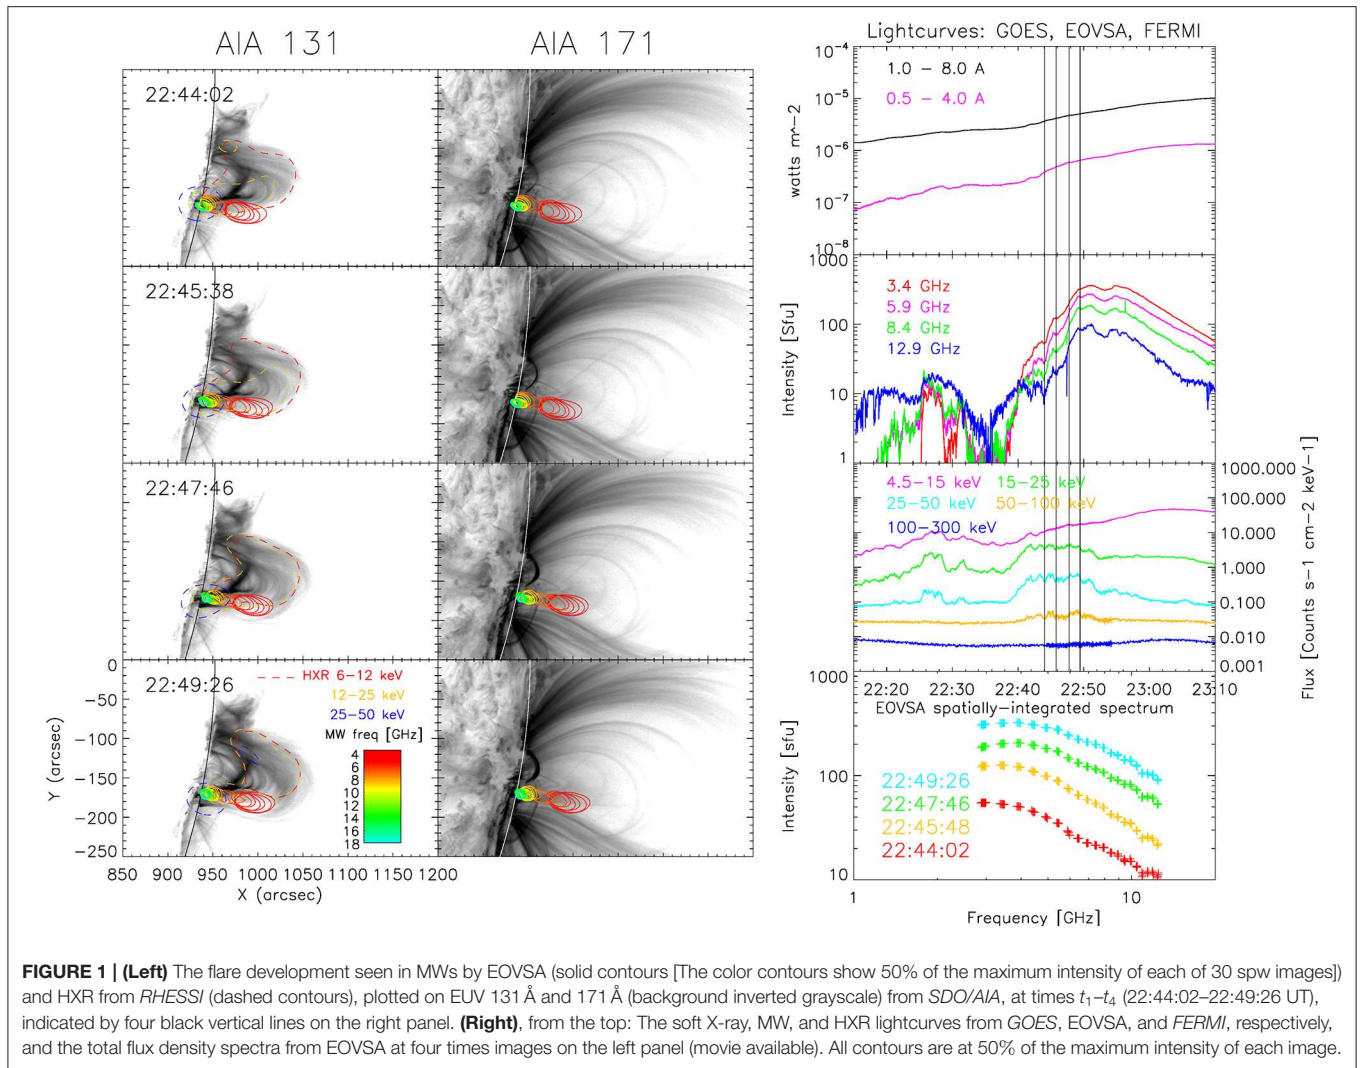 AIA 131
AIA 171
Lightcurves: GOES, EOVSA, FERMI
22:44:02
22:45:38
22:47:46
22:49:26
HXR 6–12 keV
12–25 keV
25–50 keV
MW freq [GHz]
4
6
8
10
12
14
16
18
0
−50
−100
−150
−200
−250
Y (arcsec)
850 900 950 1000 1050 1100 1150 1200
X (arcsec)
10−4
10−5
10−6
10−7
10−8
watts m^−2
1.0 − 8.0 A
0.5 − 4.0 A
1000
100
10
1
Intensity [Sfu]
3.4 GHz
5.9 GHz
8.4 GHz
12.9 GHz
4.5−15 keV 15−25 keV
25−50 keV 50−100 keV
100−300 keV
1000.000
100.000
10.000
1.000
0.100
0.010
0.001
Flux [Counts s−1 cm−2 keV−1]
22:20 22:30 22:40 22:50 23:00 23:10
EOVSA spatially−integrated spectrum
1000
100
10
Intensity [sfu]
22:49:26
22:47:46
22:45:48
22:44:02
1 10
Frequency [GHz]
FIGURE 1 | (Left) The flare development seen in MWs by EOVSA (solid contours [The color contours show 50% of the maximum intensity of each of 30 spw images])
and HXR from RHESSI (dashed contours), plotted on EUV 131 Å and 171 Å (background inverted grayscale) from SDO/AIA, at times t1–t4 (22:44:02–22:49:26 UT),
indicated by four black vertical lines on the right panel. (Right), from the top: The soft X-ray, MW, and HXR lightcurves from GOES, EOVSA, and FERMI, respectively,
and the total flux density spectra from EOVSA at four times images on the left panel (movie available). All contours are at 50% of the maximum intensity of each image.